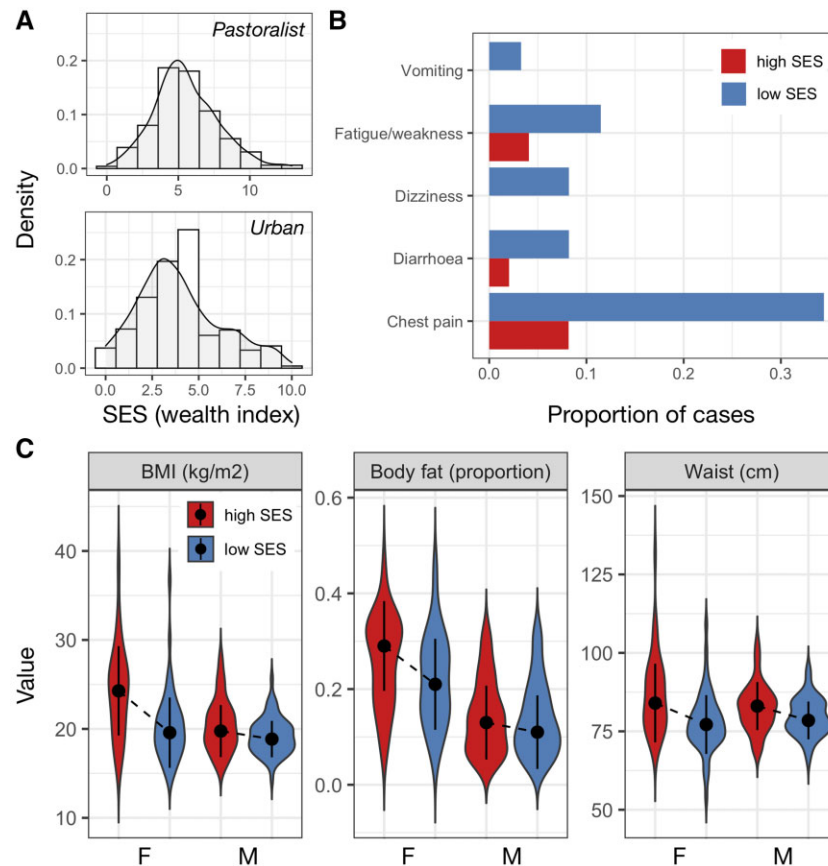 A
Pastoralist
0.2
0.1
0.0
0
5
10
Density
Urban
0.2
0.1
0.0
0.0
2.5
5.0
7.5
10.0
SES (wealth index)
B
Vomiting
Fatigue/weakness
Dizziness
Diarrhoea
Chest pain
high SES
low SES
0.0
0.1
0.2
0.3
Proportion of cases
C
BMI (kg/m2)
Body fat (proportion)
Waist (cm)
high SES
low SES
Value
40
30
20
10
F
M
0.6
0.4
0.2
0.0
F
M
150
125
100
75
50
F
M